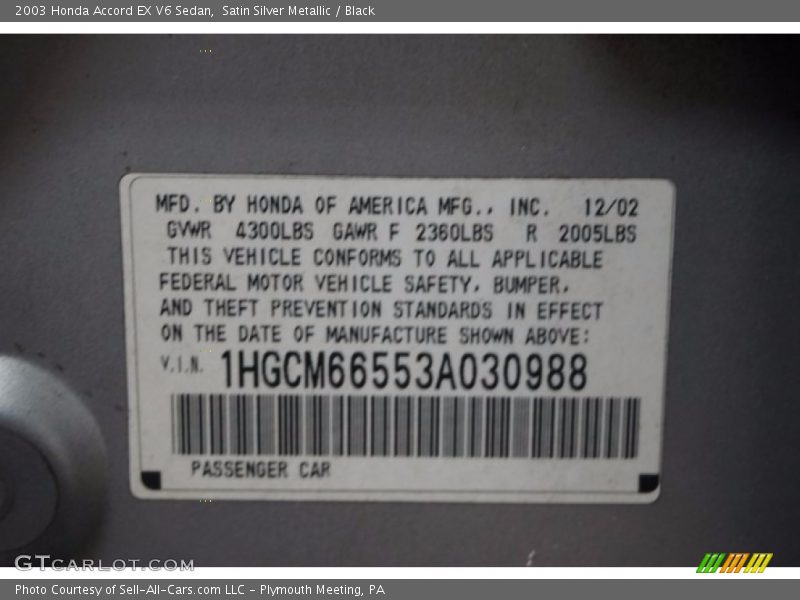 2003 Honda Accord EX V6 Sedan, Satin Silver Metallic / Black
MFD. BY HONDA OF AMERICA MFG., INC. 12/02
GVWR 4300LBS GAWR F 2360LBS R 2005LBS
THIS VEHICLE CONFORMS TO ALL APPLICABLE
FEDERAL MOTOR VEHICLE SAFETY, BUMPER,
AND THEFT PREVENTION STANDARDS IN EFFECT
ON THE DATE OF MANUFACTURE SHOWN ABOVE:
V.I.N. 1HGCM66553A030988
PASSENGER CAR
GTCARLOT.COM
Photo Courtesy of Sell-All-Cars.com LLC - Plymouth Meeting, PA